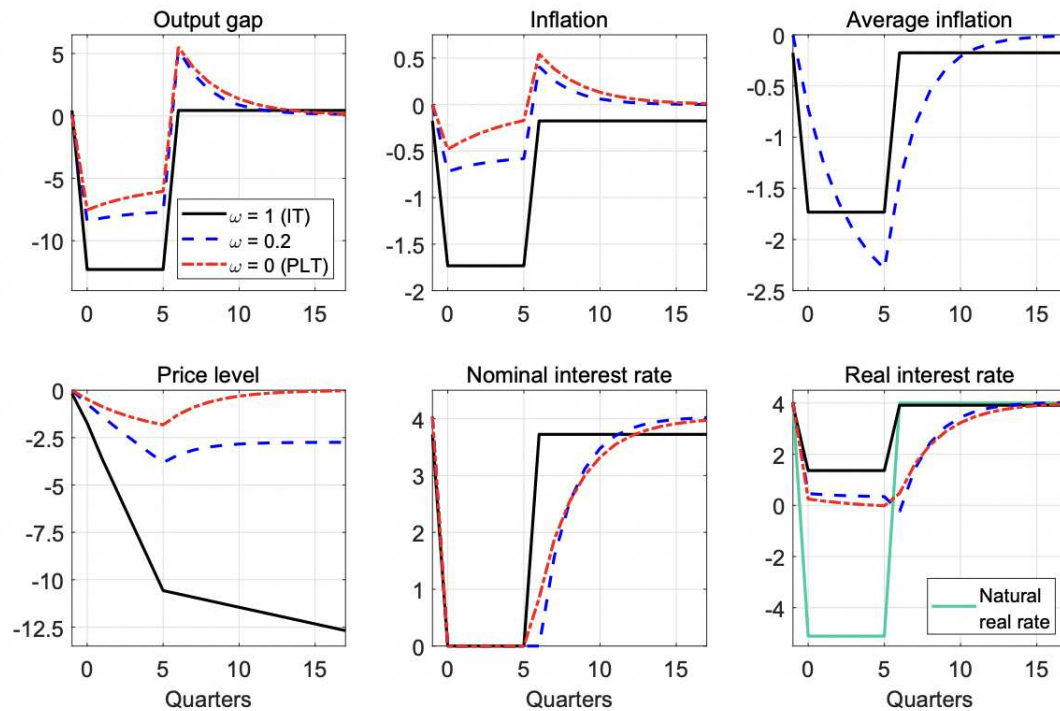 Output gap
5
0
-5
-10
ω = 1 (IT)
ω = 0.2
ω = 0 (PLT)
0 5 10 15
Inflation
0.5
0
-0.5
-1
-1.5
-2
0 5 10 15
Average inflation
0
-0.5
-1
-1.5
-2
-2.5
0 5 10 15
Price level
0
-2.5
-5
-7.5
-10
-12.5
0 5 10 15
Quarters
Nominal interest rate
4
3
2
1
0
0 5 10 15
Quarters
Real interest rate
4
2
0
-2
-4
Natural
real rate
0 5 10 15
Quarters